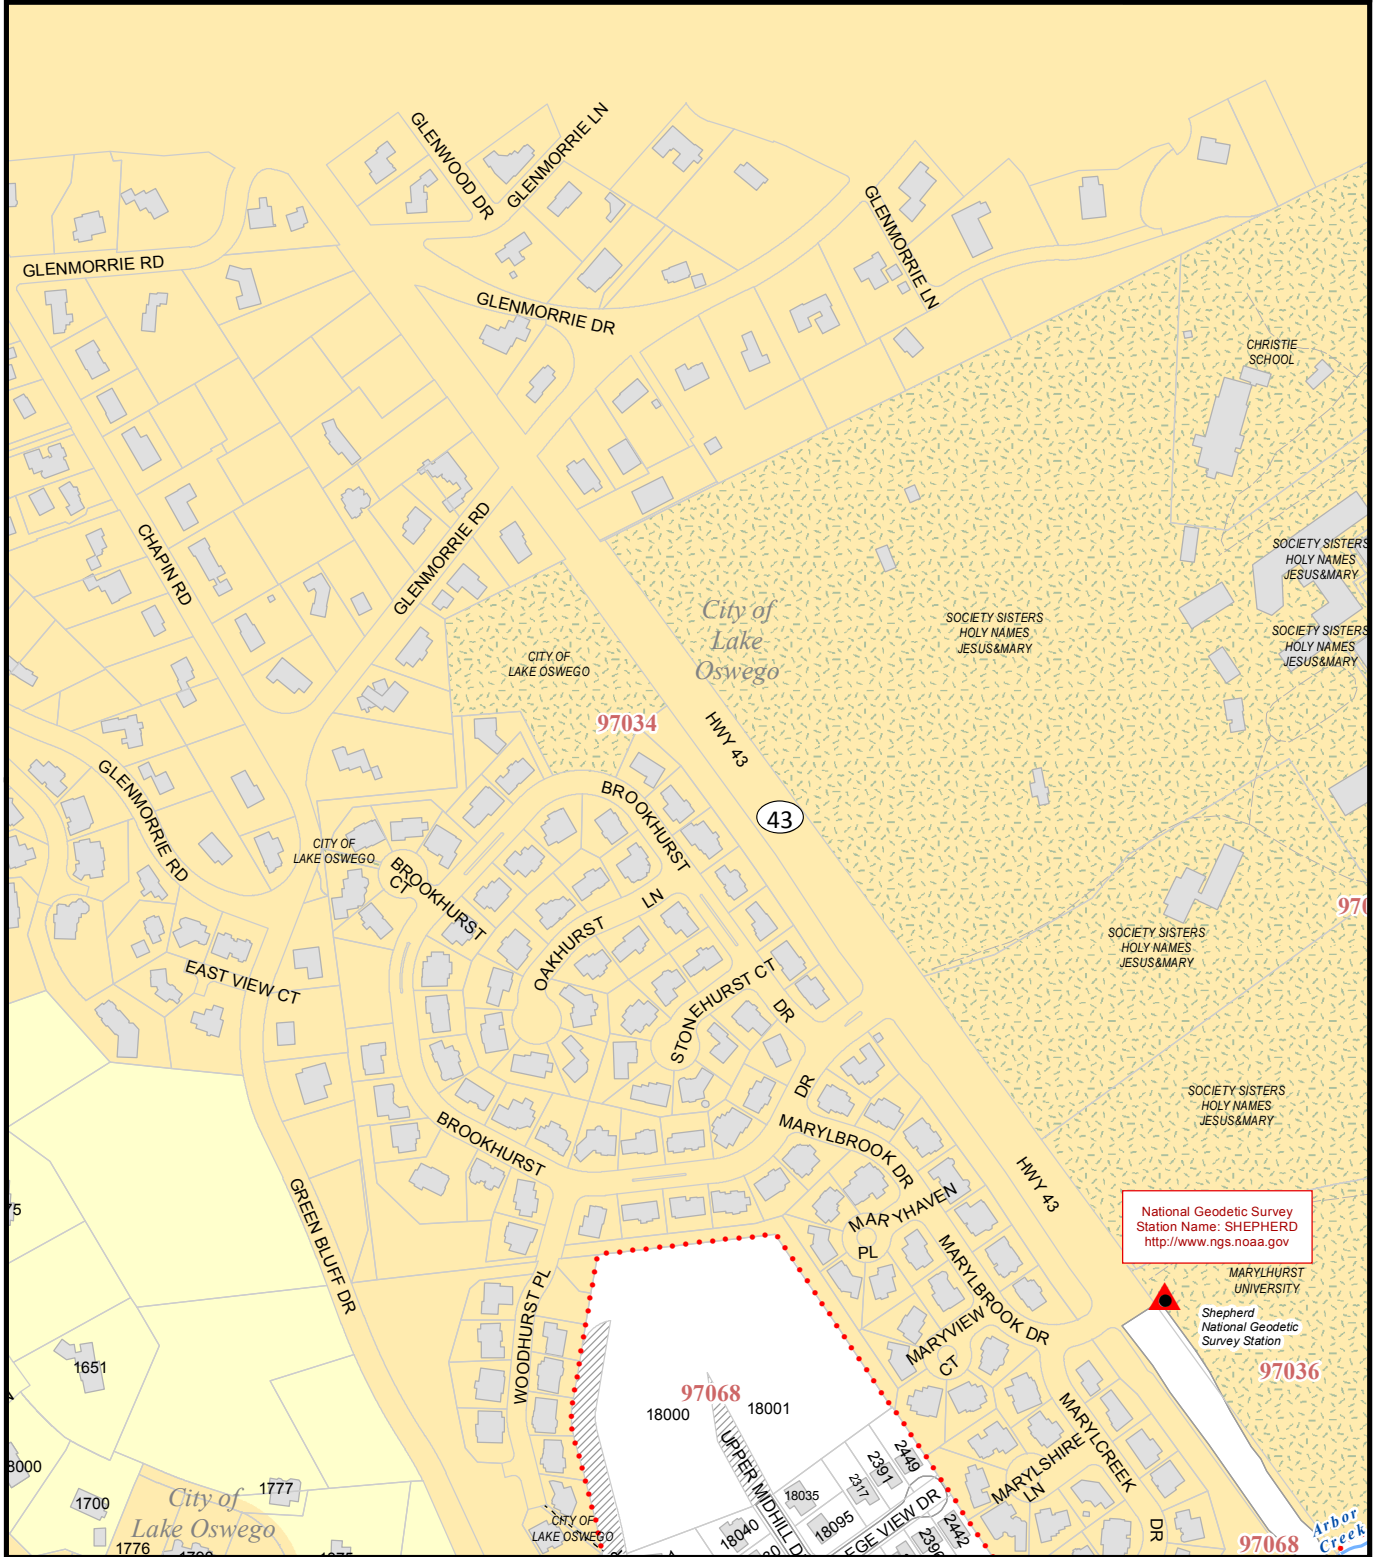 GLENWOOD DR
GLENMORRIE LN
GLENMORRIE LN
GLENMORRIE RD
GLENMORRIE DR
CHRISTIE
SCHOOL
CHAPIN RD
GLENMORRIE RD
SOCIETY SISTERS
HOLY NAMES
JESUS&MARY
City of
Lake
Oswego
SOCIETY SISTERS
HOLY NAMES
JESUS&MARY
SOCIETY SISTERS
HOLY NAMES
JESUS&MARY
CITY OF
LAKE OSWEGO
97034
HWY 43
GLENMORRIE RD
BROOKHURST
43
CITY OF
LAKE OSWEGO
BROOKHURST
CT
OAKHURST LN
970
SOCIETY SISTERS
HOLY NAMES
JESUS&MARY
EAST VIEW CT
STONEHURST CT
DR
DR
SOCIETY SISTERS
HOLY NAMES
JESUS&MARY
BROOKHURST
MARYLBROOK DR
HWY 43
MARYHAVEN
PL
75
GREEN BLUFF DR
National Geodetic Survey
Station Name: SHEPHERD
http://www.ngs.noaa.gov
MARYLHURST
UNIVERSITY
Shepherd
National Geodetic
Survey Station
MARYLBROOK DR
WOODHURST PL
MARYVIEW
CT
1651
97036
97068
18000
18001
UPPER MIDHILL D
MARYLCREEK
DR
MARYLSHIRE
LN
2449
2391
2317
3000
1777
1700
City of
Lake Oswego
18035
18040
18095
EGE VIEW DR
2442
2396
CITY OF
LAKE OSWEGO
1776
Arbor
Creek
97068